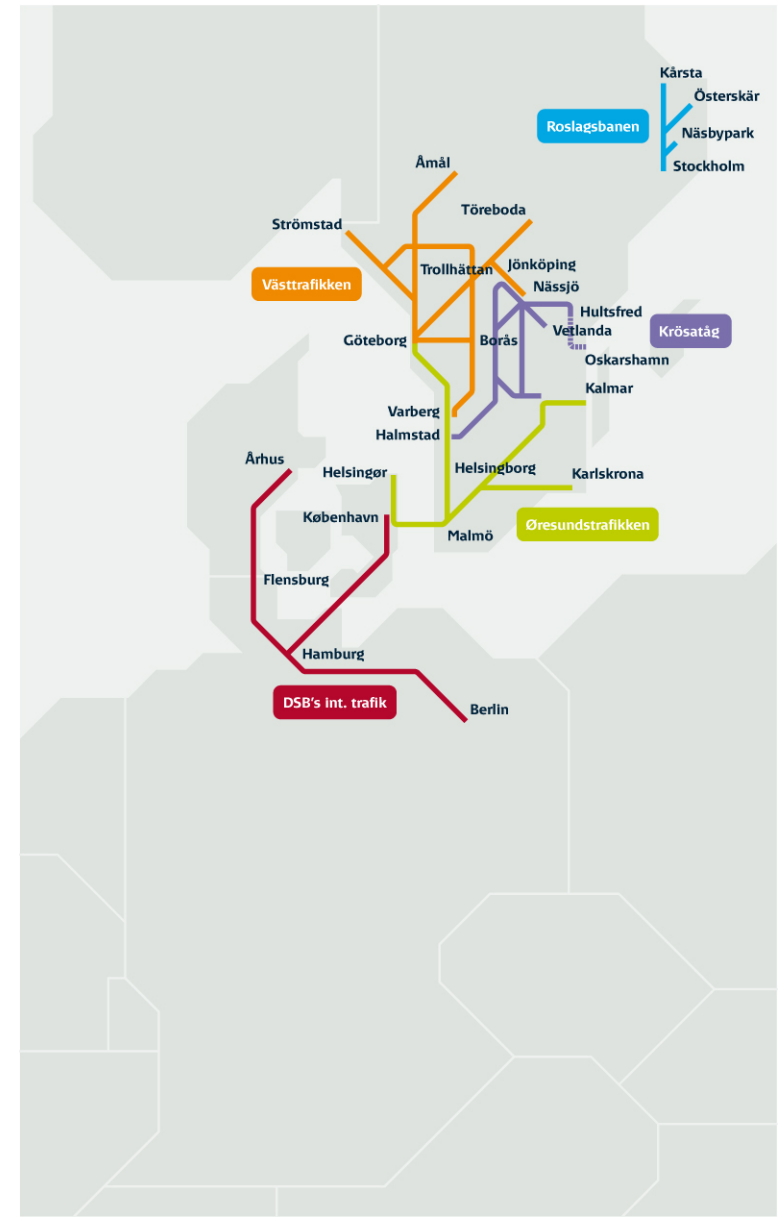 Kårsta
Österskär
Roslagsbanen
Näsbypark
Åmål
Stockholm
Töreboda
Strömstad
Trollhättan
Jönköping
Västtrafikken
Nässjö
Hultsfred
Vetlanda
Krösatåg
Göteborg
Borås
Oskarshamn
Kalmar
Varberg
Halmstad
Århus
Helsingør
Helsingborg
Karlskrona
København
Øresundstrafikken
Malmö
Flensburg
Hamburg
DSB's int. trafik
Berlin